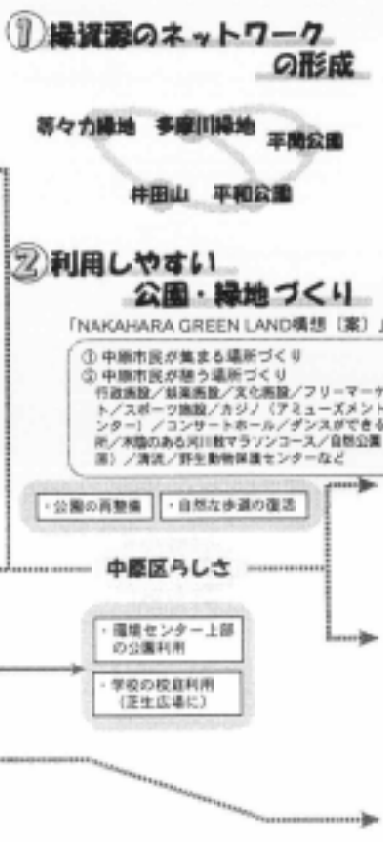 ①緑資源のネットワーク
の形成
等々力緑地 多摩川緑地
平間公園
井田山 平和公園
②利用しやすい
公園・緑地づくり
「NAKAHARA GREEN LAND構想(案)」
① 中原市民が集まる場所づくり
② 中原市民が憩う場所づくり
行政施設/娯楽施設/文化施設/フリーマーケ
ト/スポーツ施設/カジノ(アミューズメント
ンター)/コンサートホール/ダンスができる
所/木陰のある河川敷マラソンコース/自然公園
園)/清流/野生動物保護センターなど
・公園の再整備
・自然な歩道の復活
中原区らしさ
・環境センター上部
の公園利用
・学校の校庭利用
(芝生広場に)